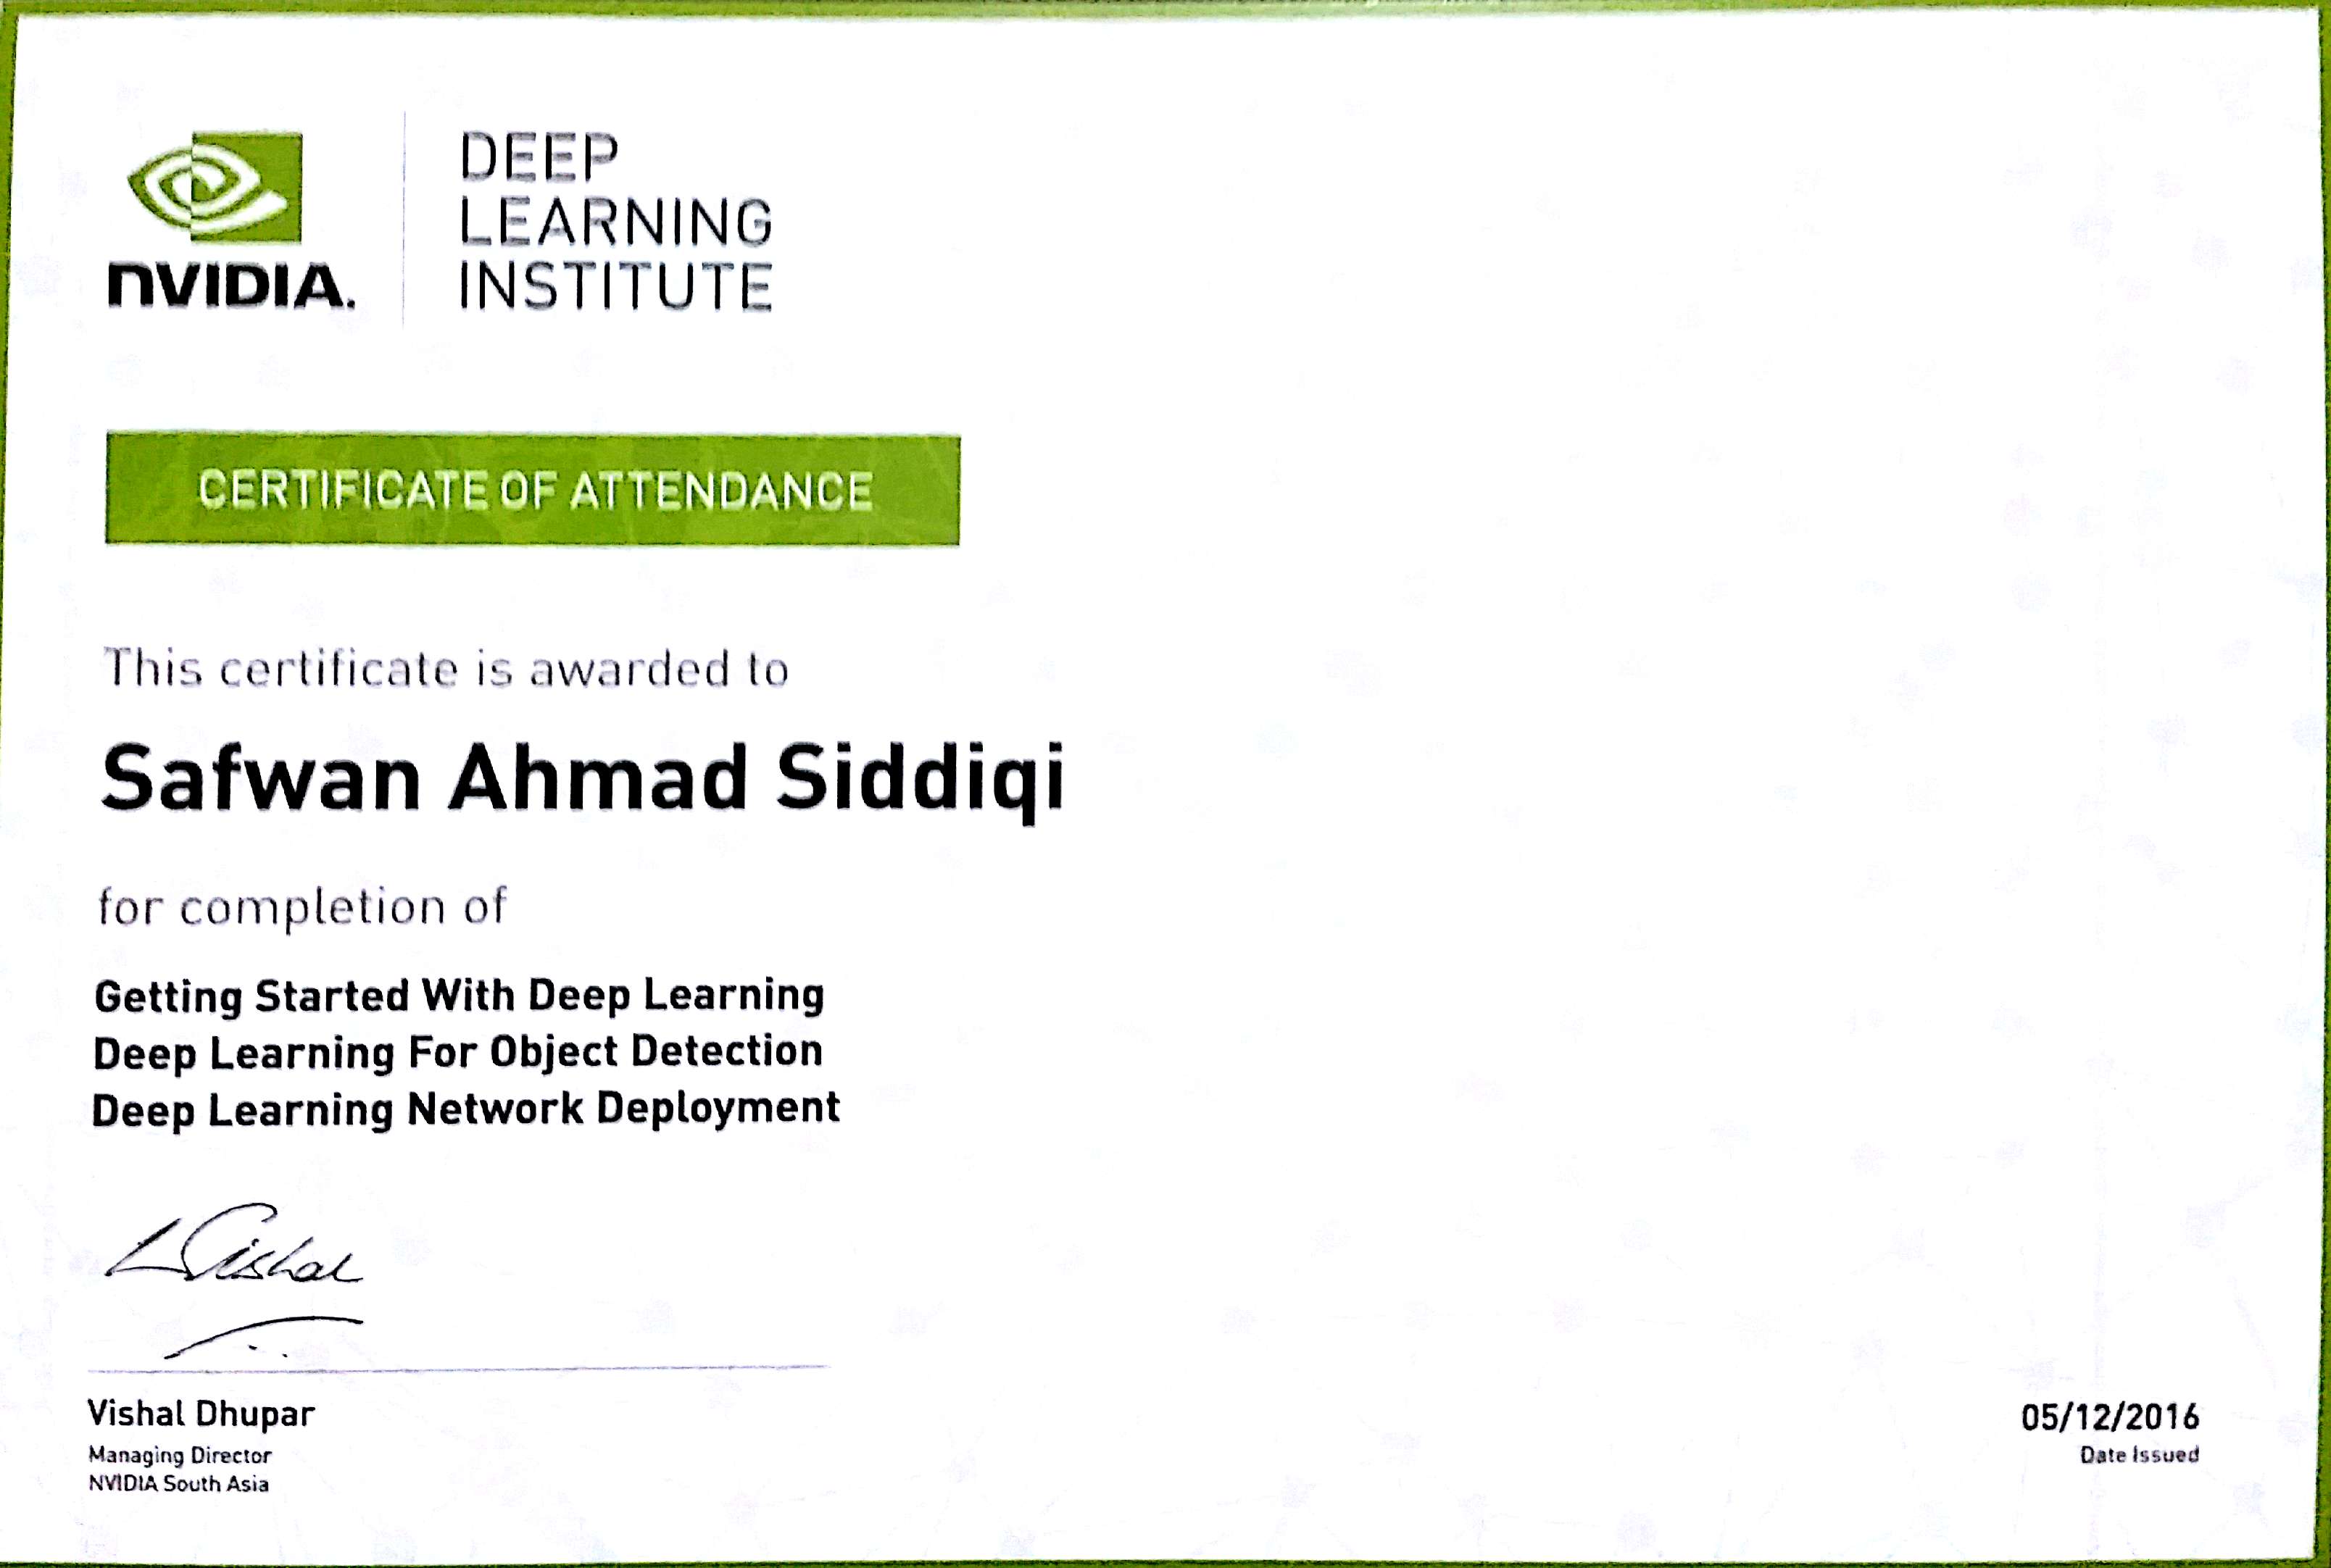 DEEP
LEARNING
INSTITUTE
NVIDIA.
CERTIFICATE OF ATTENDANCE
This certificate is awarded to
Safwan Ahmad Siddiqi
for completion of
Getting Started With Deep Learning
Deep Learning For Object Detection
Deep Learning Network Deployment
Vishal
Vishal Dhupar
Managing Director
NVIDIA South Asia
05/12/2016
Date Issued